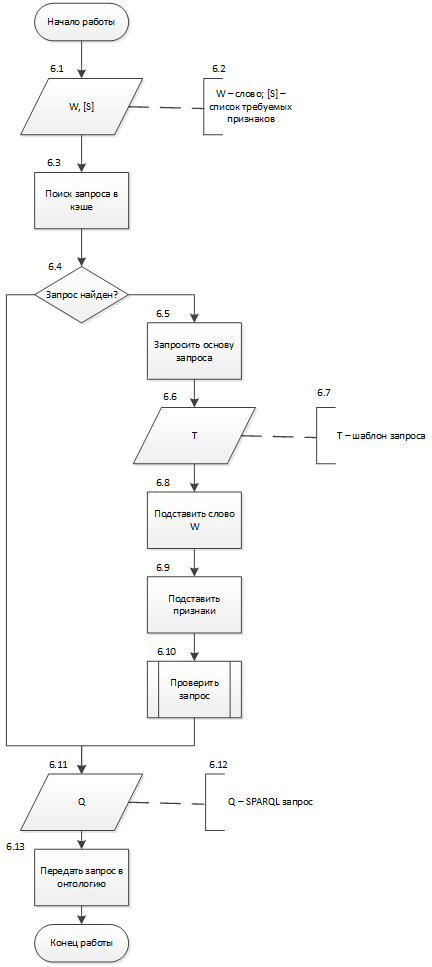 Начало работы
6.1
6.2
W, [S]
W – слово; [S] –
список требуемых
признаков
6.3
Поиск запроса в
кэше
6.4
Запрос найден?
6.5
Запросить основу
запроса
6.6
6.7
T
T – шаблон запроса
6.8
Подставить слово
W
6.9
Подставить
признаки
6.10
Проверить
запрос
6.11
6.12
Q
Q – SPARQL запрос
6.13
Передать запрос в
онтологию
Конец работы